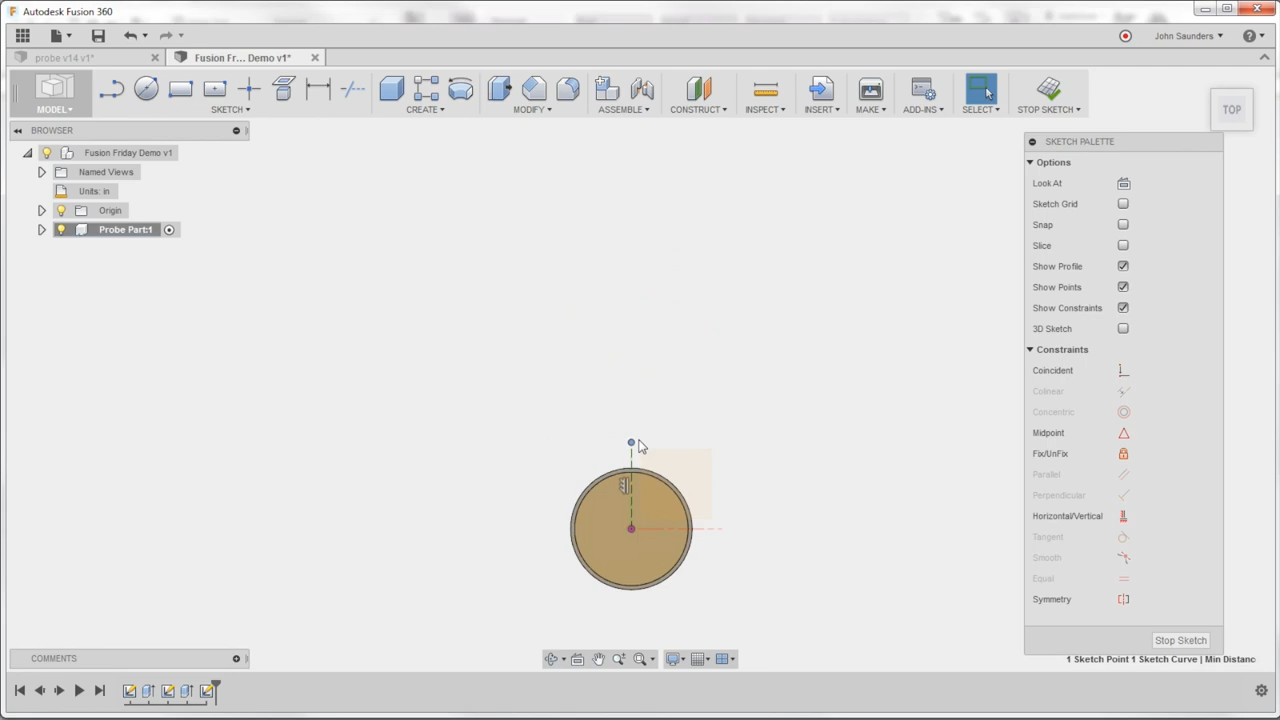 Autodesk Fusion 360
John Saunders
probe v14 v1*
Fusion Fr... Demo v1*
MODEL
SKETCH
CREATE
MODIFY
ASSEMBLE
CONSTRUCT
INSPECT
INSERT
MAKE
ADD-INS
SELECT
STOP SKETCH
TOP
BROWSER
Fusion Friday Demo v1
Named Views
Units: in
Origin
Probe Part:1
SKETCH PALETTE
Options
Look At
Sketch Grid
Snap
Slice
Show Profile
Show Points
Show Constraints
3D Sketch
Constraints
Coincident
Colinear
Concentric
Midpoint
Fix/UnFix
Parallel
Perpendicular
Horizontal/Vertical
Tangent
Smooth
Equal
Symmetry
Stop Sketch
1 Sketch Point 1 Sketch Curve | Min Distanc
COMMENTS